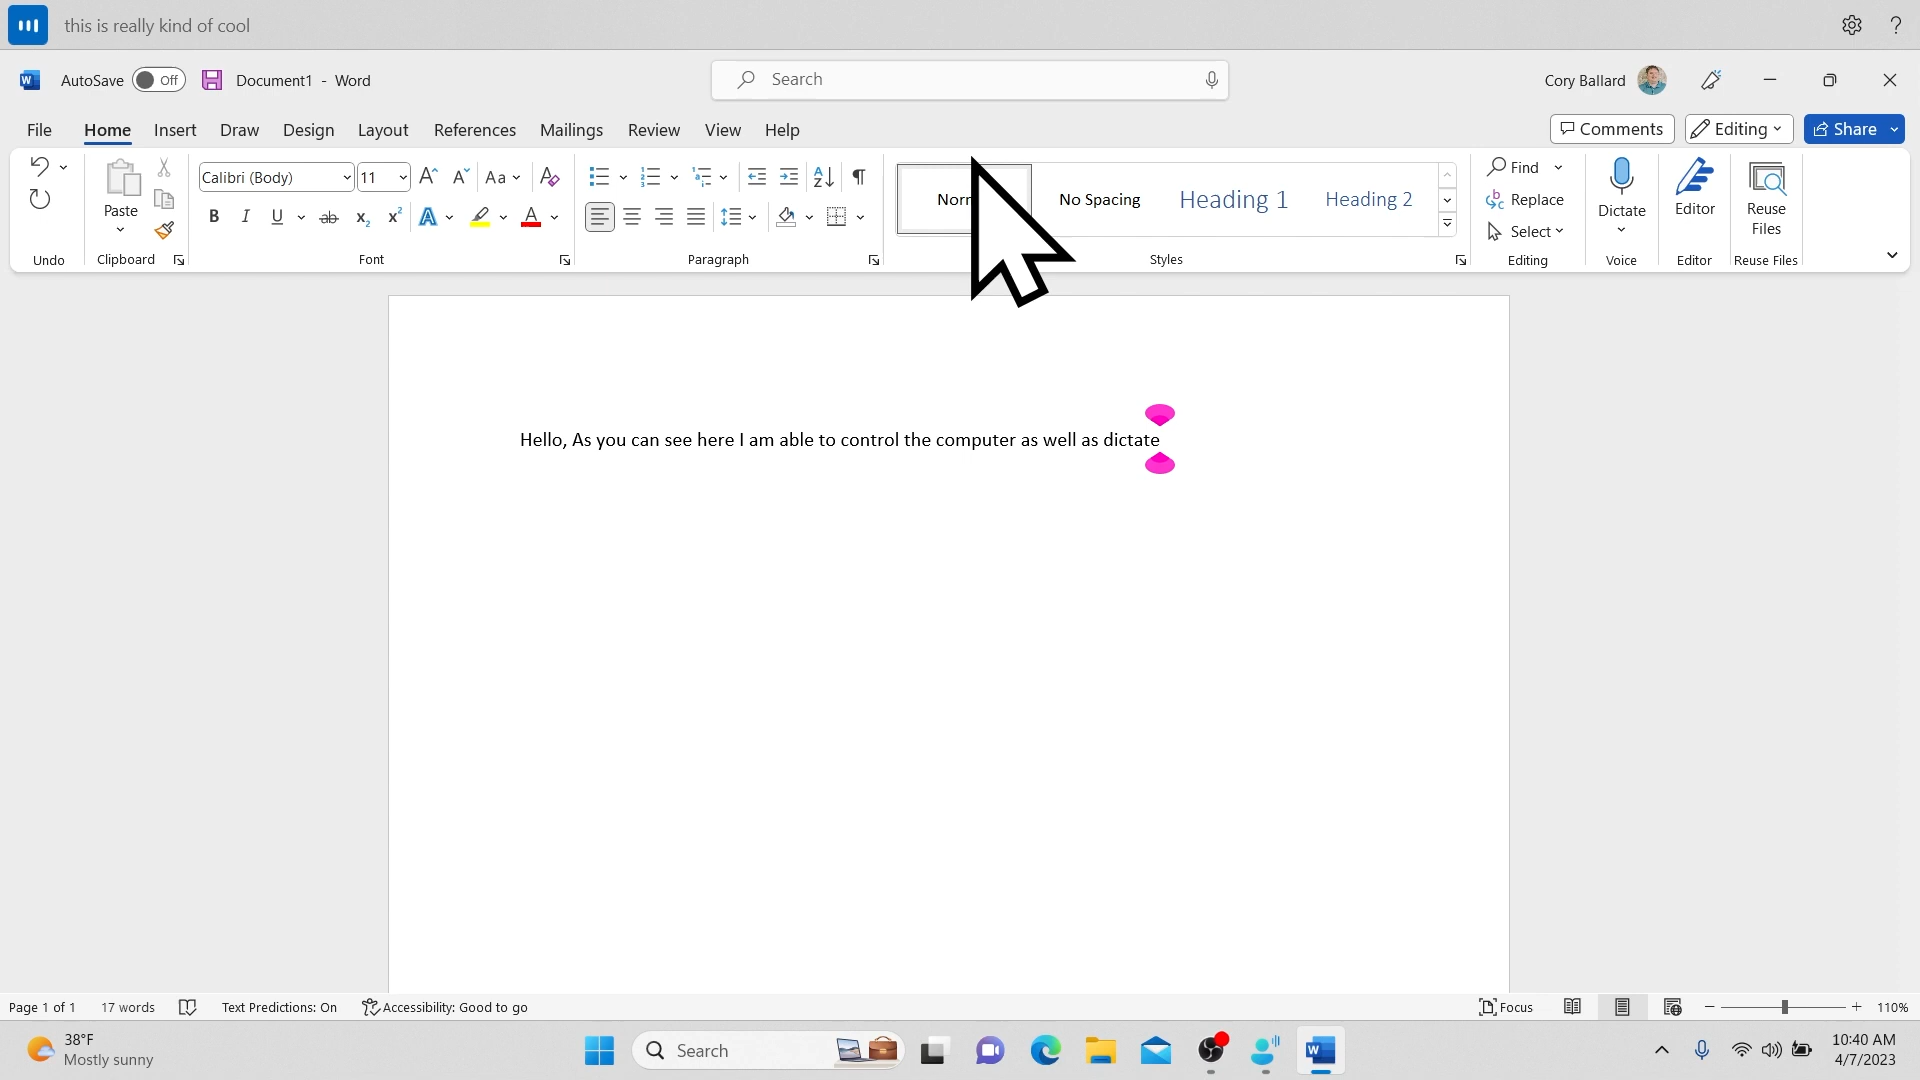 this is really kind of cool
AutoSave Off Document1 - Word Search Cory Ballard
File Home Insert Draw Design Layout References Mailings Review View Help Comments Editing Share
Calibri (Body) 11 Aa
Paste
B I U ab x2 x2 A A
No Spacing Heading 1 Heading 2
Find
Replace
Select
Dictate
Editor
Reuse Files
Undo Clipboard Font Paragraph Styles Editing Voice Editor Reuse Files
Hello, As you can see here I am able to control the computer as well as dictate
Page 1 of 1 17 words Text Predictions: On Accessibility: Good to go Focus 110%
38°F
Mostly sunny
Search
10:40 AM
4/7/2023